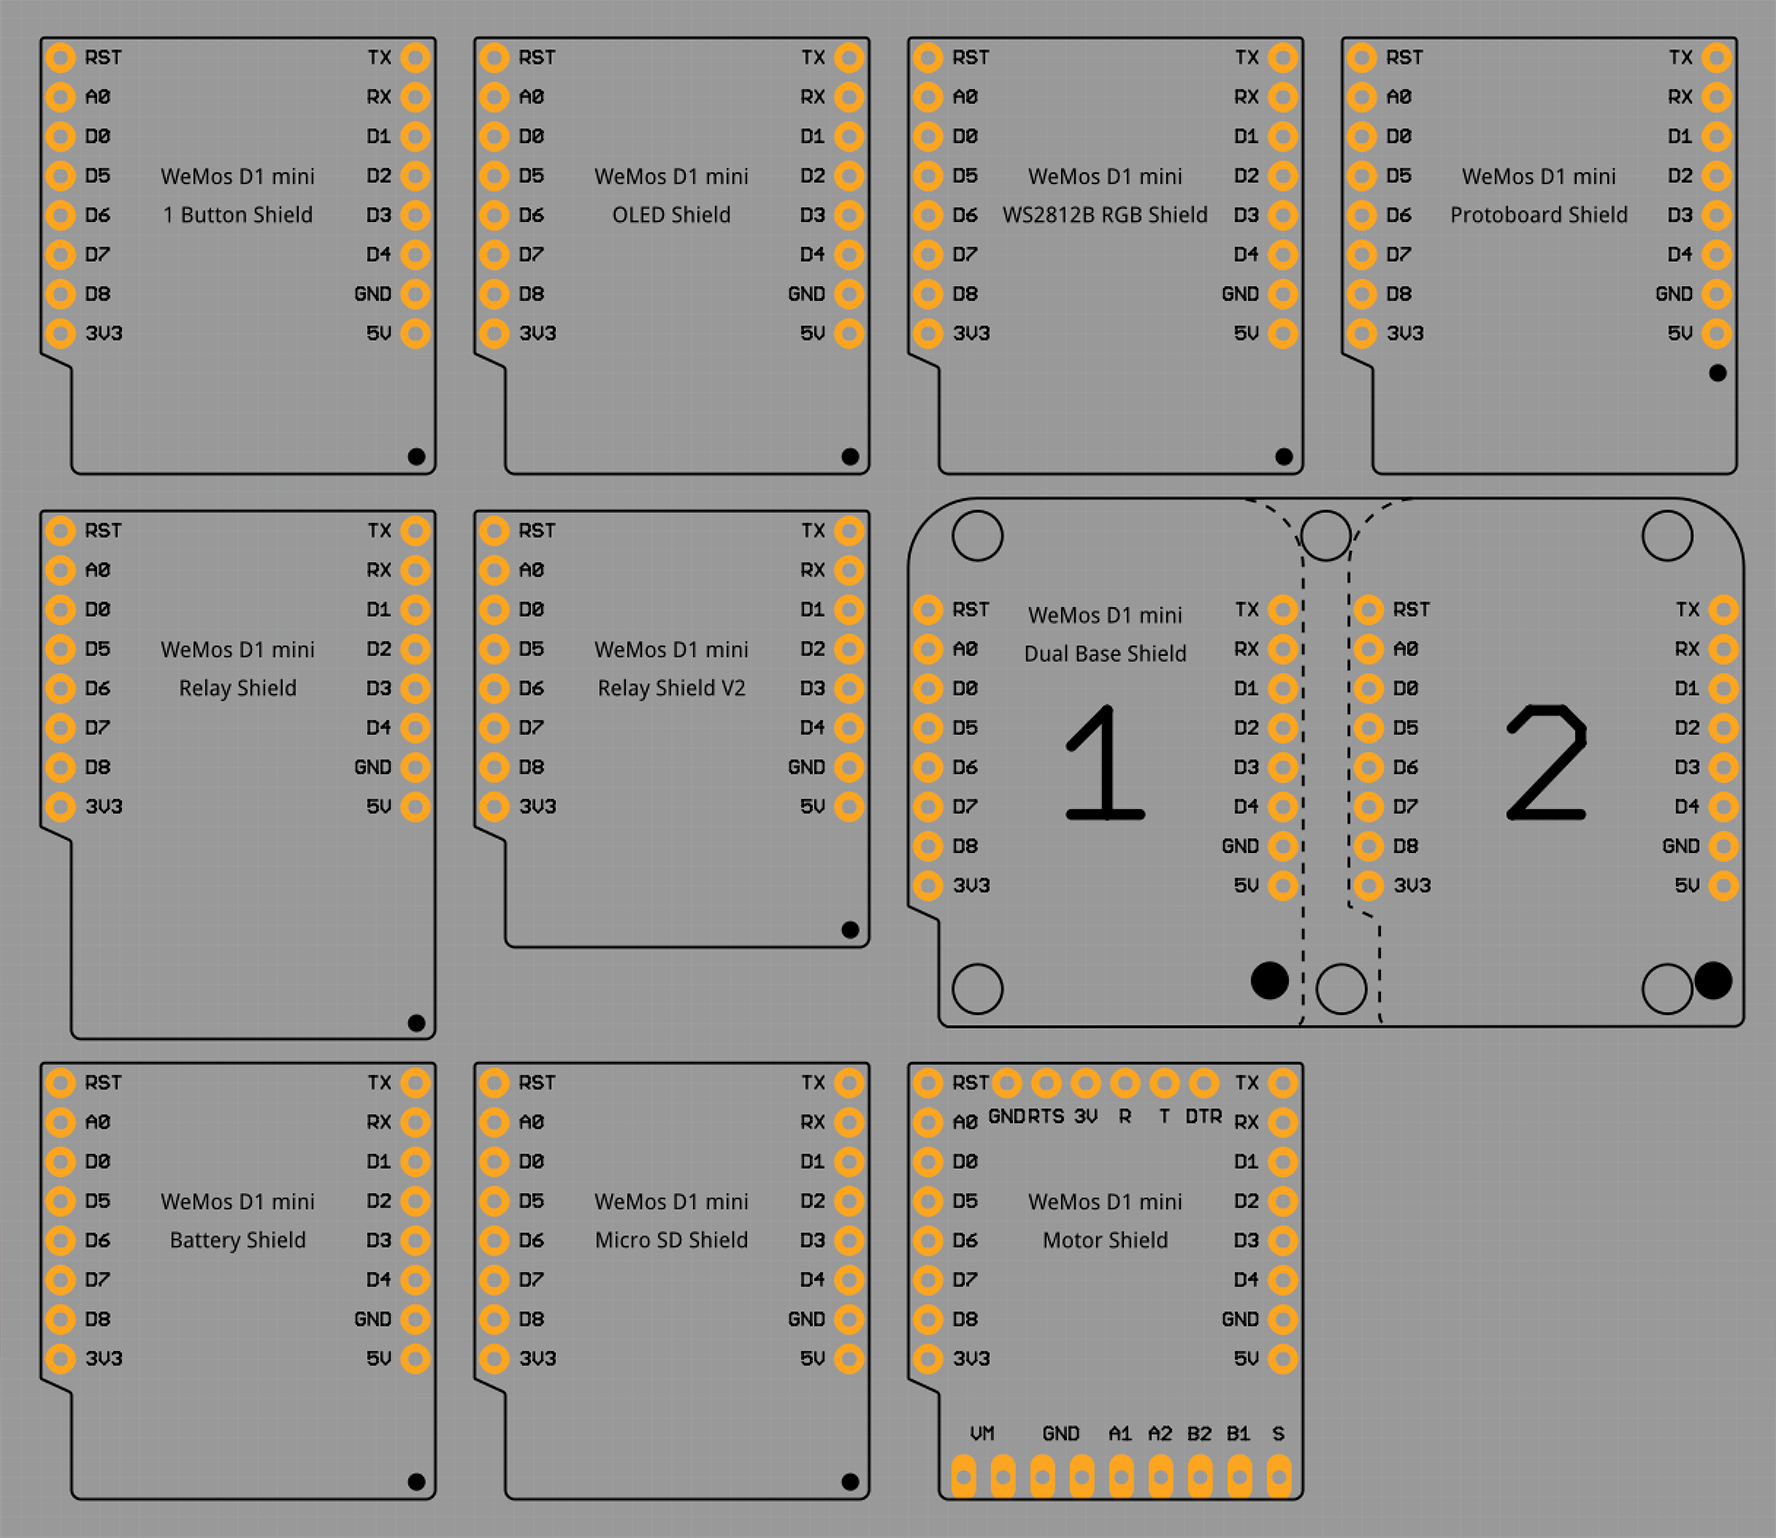 RST TX
A0 RX
D0 D1
D5 WeMos D1 mini D2
D6 1 Button Shield D3
D7 D4
D8 GND
3V3 5V
RST TX
A0 RX
D0 D1
D5 WeMos D1 mini D2
D6 OLED Shield D3
D7 D4
D8 GND
3V3 5V
RST TX
A0 RX
D0 D1
D5 WeMos D1 mini D2
D6 WS2812B RGB Shield D3
D7 D4
D8 GND
3V3 5V
RST TX
A0 RX
D0 D1
D5 WeMos D1 mini D2
D6 Protoboard Shield D3
D7 D4
D8 GND
3V3 5V
RST TX
A0 RX
D0 D1
D5 WeMos D1 mini D2
D6 Relay Shield D3
D7 D4
D8 GND
3V3 5V
RST TX
A0 RX
D0 D1
D5 WeMos D1 mini D2
D6 Relay Shield V2 D3
D7 D4
D8 GND
3V3 5V
RST WeMos D1 mini TX
A0 Dual Base Shield RX
D0 D1
D5 D2
D6 1 D3
D7 D4
D8 GND
3V3 5V
RST TX
A0 RX
D0 D1
D5 D2
D6 2 D3
D7 D4
D8 GND
3V3 5V
RST TX
A0 RX
D0 D1
D5 WeMos D1 mini D2
D6 Battery Shield D3
D7 D4
D8 GND
3V3 5V
RST TX
A0 RX
D0 D1
D5 WeMos D1 mini D2
D6 Micro SD Shield D3
D7 D4
D8 GND
3V3 5V
RST TX
A0 GND RTS 3V R T DTR RX
D0 D1
D5 WeMos D1 mini D2
D6 Motor Shield D3
D7 D4
D8 GND
3V3 5V
VM GND A1 A2 B2 B1 S